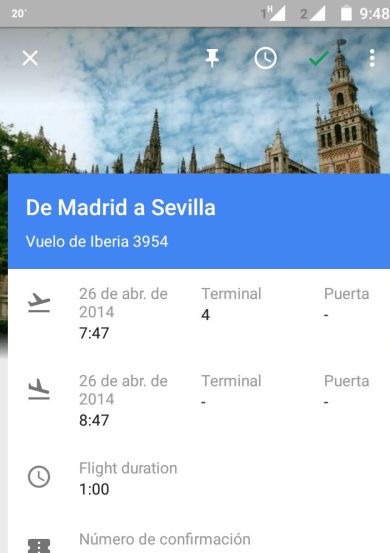 20° 1 H 2 9:48
De Madrid a Sevilla
Vuelo de Iberia 3954
26 de abr. de Terminal Puerta
2014 4 -
7:47
26 de abr. de Terminal Puerta
2014 - -
8:47
Flight duration
1:00
Número de confirmación